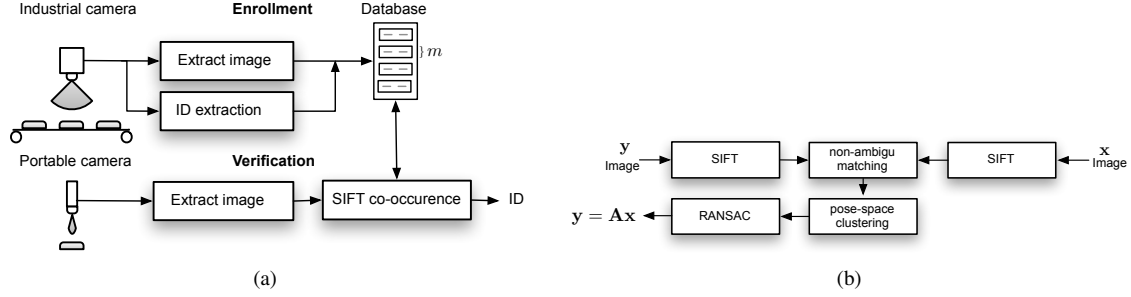 Industrial camera
Enrollment
Database
Extract image
} m
ID extraction
Portable camera
Verification
Extract image
SIFT co-occurence
ID
(a)
y
Image
SIFT
non-ambigu
matching
SIFT
x
Image
y = Ax
RANSAC
pose-space
clustering
(b)